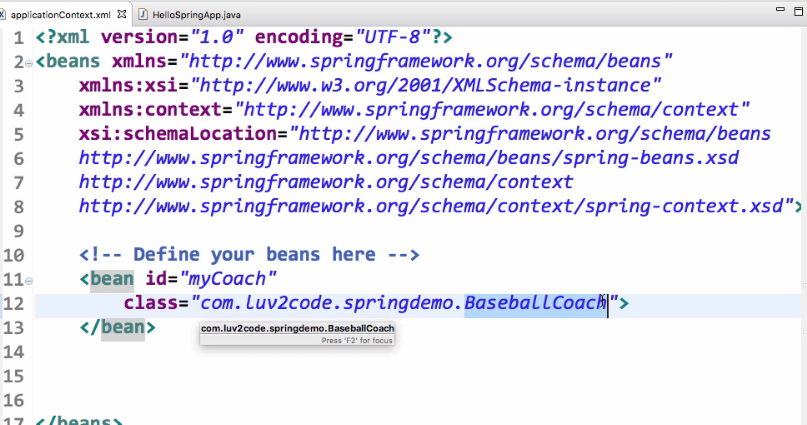 applicationContext.xml HelloSpringApp.java
1 <?xml version="1.0" encoding="UTF-8"?>
2 <beans xmlns="http://www.springframework.org/schema/beans"
3 xmlns:xsi="http://www.w3.org/2001/XMLSchema-instance"
4 xmlns:context="http://www.springframework.org/schema/context"
5 xsi:schemaLocation="http://www.springframework.org/schema/beans
6 http://www.springframework.org/schema/beans/spring-beans.xsd
7 http://www.springframework.org/schema/context
8 http://www.springframework.org/schema/context/spring-context.xsd">
9
10 <!-- Define your beans here -->
11 <bean id="myCoach"
12 class="com.luv2code.springdemo.BaseballCoach">
13 </bean>
com.luv2code.springdemo.BaseballCoach
Press 'F2' for focus
14
15
16
17 </beans>